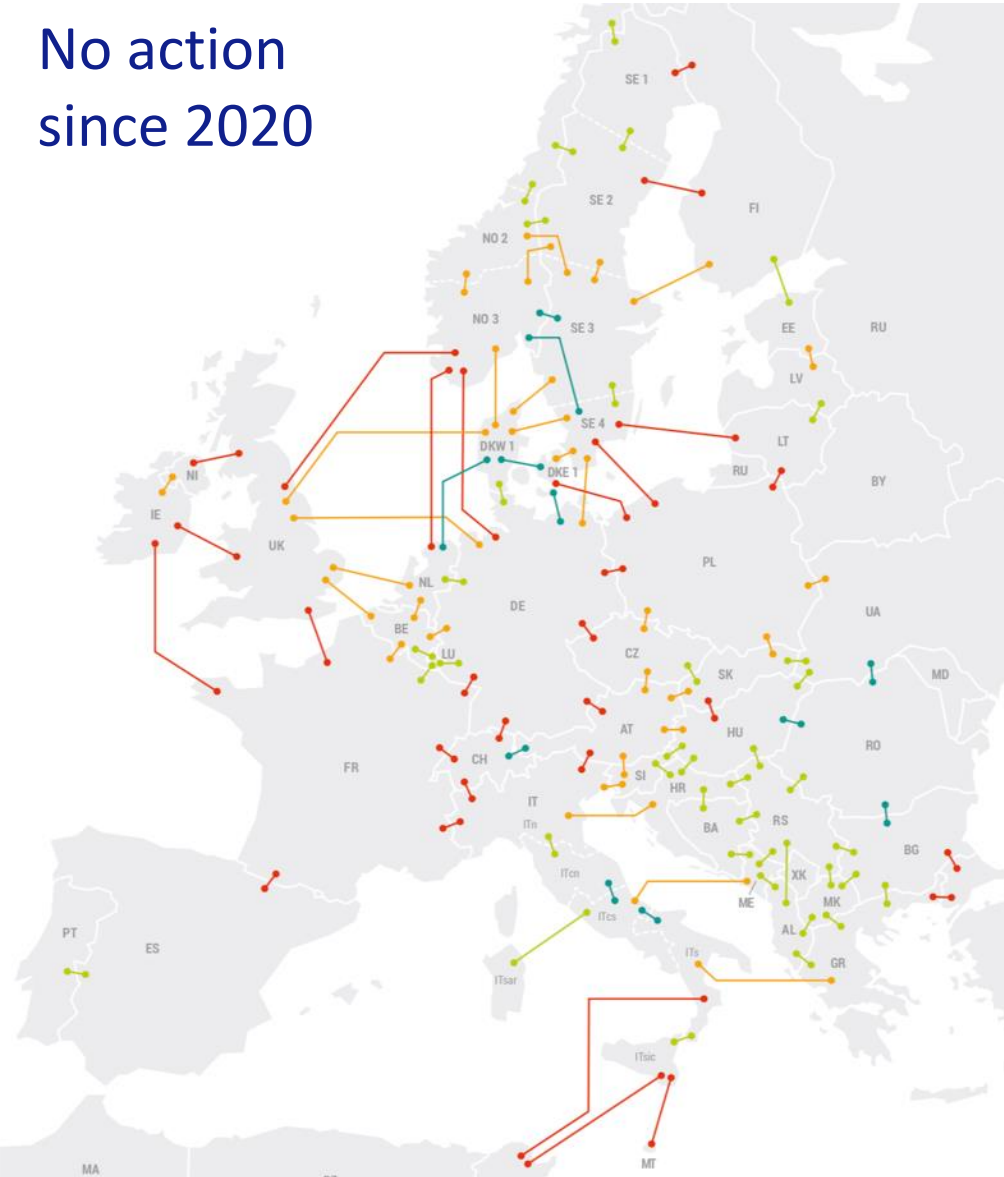 No action
since 2020
SE 1
SE 2
FI
NO 2
NO 3
SE 3
EE
RU
LV
SE 4
LT
DKW 1
DKE 1
RU
NI
BY
IE
UK
PL
NL
DE
UA
BE
LU
CZ
SK
MD
AT
HU
RO
CH
FR
SI
HR
IT
ITn
BA
RS
BG
ITcn
XK
ME
MK
ITcs
PT
AL
ES
ITs
GR
ITsar
ITsic
MT
MA